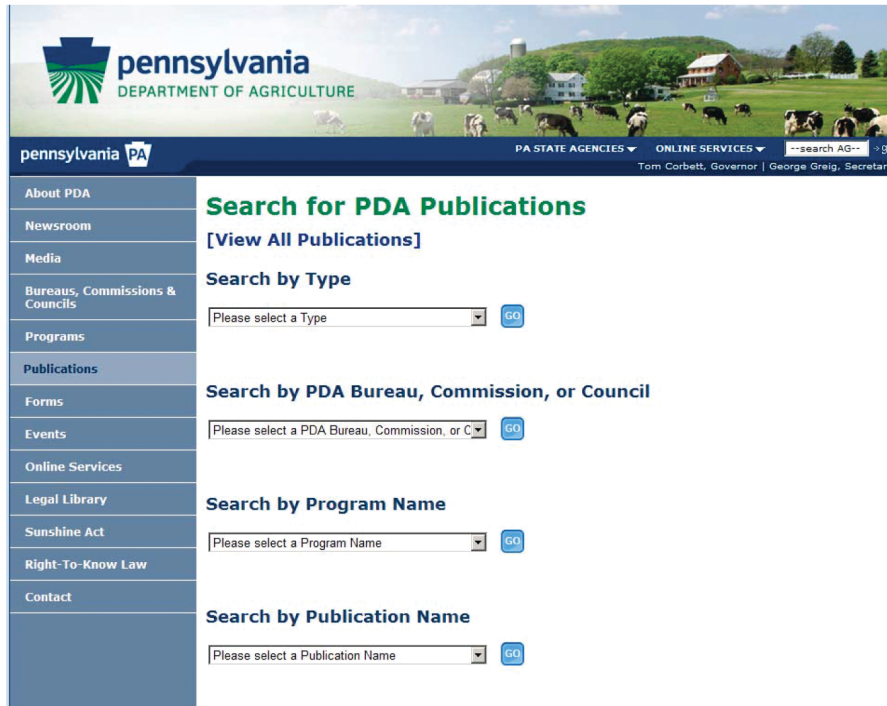 pennsylvania
DEPARTMENT OF AGRICULTURE
pennsylvania PA
PA STATE AGENCIES ONLINE SERVICES --search AG--
Tom Corbett, Governor | George Greig,
About PDA
Newsroom
Media
Bureaus, Commissions &
Councils
Programs
Publications
Forms
Events
Online Services
Legal Library
Sunshine Act
Right-To-Know Law
Contact
Search for PDA Publications
[View All Publications]
Search by Type
Please select a Type GO
Search by PDA Bureau, Commission, or Council
Please select a PDA Bureau, Commission, or C GO
Search by Program Name
Please select a Program Name GO
Search by Publication Name
Please select a Publication Name GO